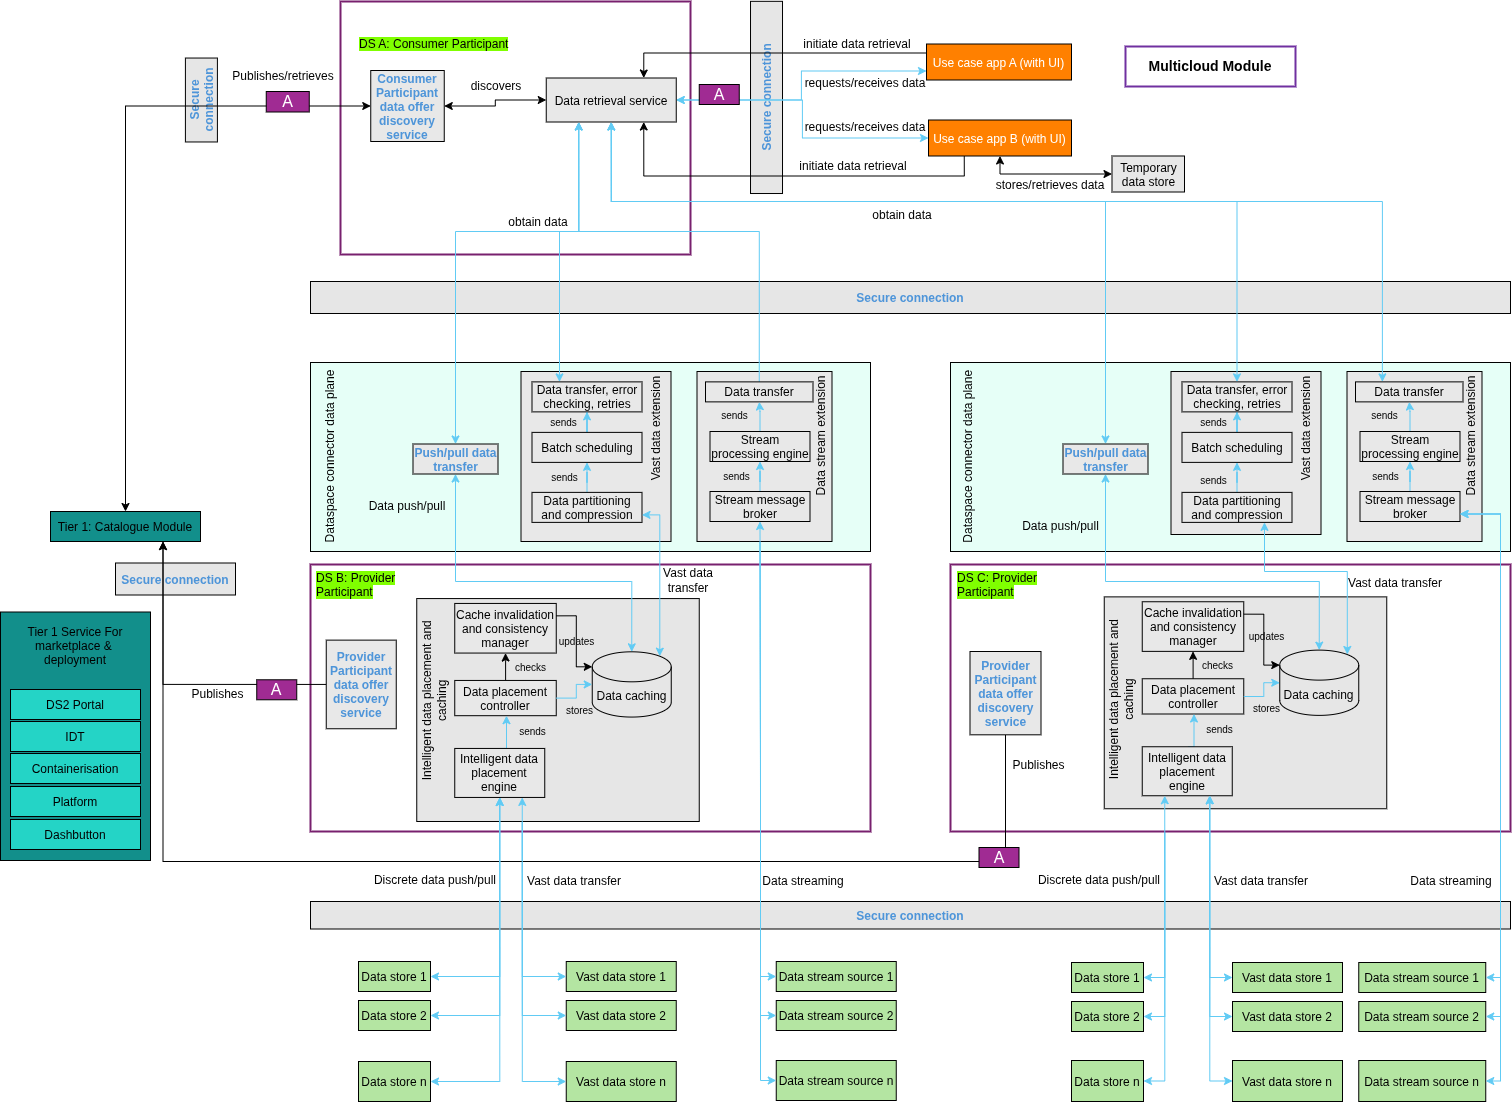 Multicloud Module
DS A: Consumer Participant
Secure
connection
Publishes/retrieves
A
Consumer
Participant
data offer
discovery
service
discovers
Data retrieval service
A
Secure connection
initiate data retrieval
requests/receives data
requests/receives data
initiate data retrieval
Use case app A (with UI)
Use case app B (with UI)
stores/retrieves data
Temporary
data store
obtain data
obtain data
Secure connection
Dataspace connector data plane
Push/pull data
transfer
Data push/pull
Data transfer, error
checking, retries
sends
Batch scheduling
sends
Data partitioning
and compression
Vast data extension
Data transfer
sends
Stream
processing engine
sends
Stream message
broker
Data stream extension
Dataspace connector data plane
Push/pull data
transfer
Data push/pull
Data transfer, error
checking, retries
sends
Batch scheduling
sends
Data partitioning
and compression
Vast data extension
Data transfer
sends
Stream
processing engine
sends
Stream message
broker
Data stream extension
Tier 1: Catalogue Module
Secure connection
Tier 1 Service For
marketplace &
deployment
DS2 Portal
IDT
Containerisation
Platform
Dashbutton
Publishes
A
DS B: Provider
Participant
Provider
Participant
data offer
discovery
service
Intelligent data placement and
caching
Cache invalidation
and consistency
manager
updates
checks
Data placement
controller
stores
sends
Intelligent data
placement
engine
Data caching
Vast data
transfer
DS C: Provider
Participant
Provider
Participant
data offer
discovery
service
Publishes
A
Intelligent data placement and
caching
Cache invalidation
and consistency
manager
updates
checks
Data placement
controller
stores
sends
Intelligent data
placement
engine
Data caching
Vast data transfer
Discrete data push/pull
Vast data transfer
Data streaming
Discrete data push/pull
Vast data transfer
Data streaming
Secure connection
Data store 1
Data store 2
Data store n
Vast data store 1
Vast data store 2
Vast data store n
Data stream source 1
Data stream source 2
Data stream source n
Data store 1
Data store 2
Data store n
Vast data store 1
Vast data store 2
Vast data store n
Data stream source 1
Data stream source 2
Data stream source n